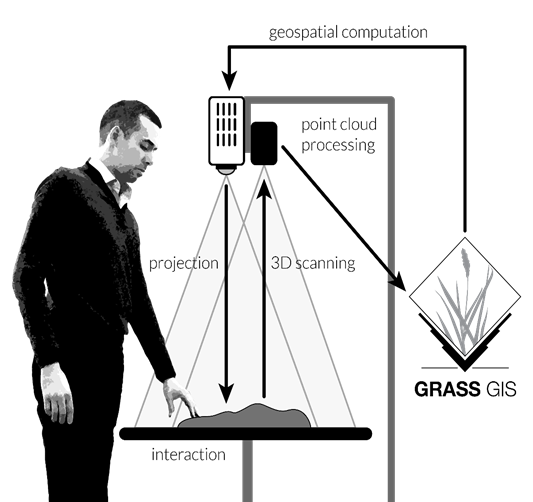 geospatial computation
point cloud
processing
projection
3D scanning
GRASS GIS
interaction